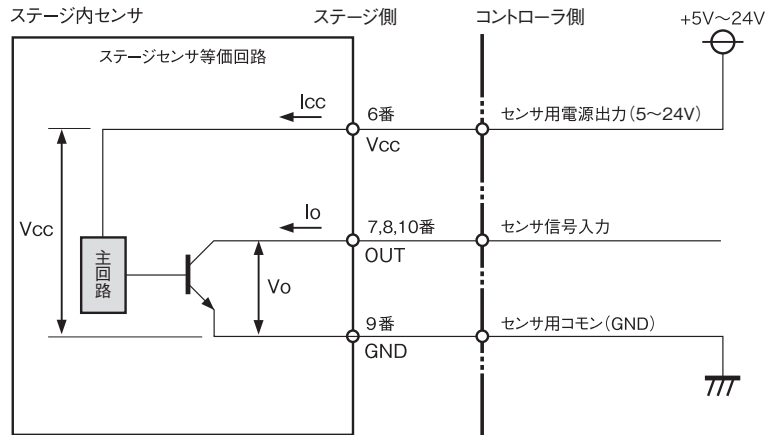 ステージ内センサ
ステージ側
コントローラ側
+5V～24V
ステージセンサ等価回路
Icc
6番
センサ用電源出力(5～24V)
Vcc
Vcc
Io
7,8,10番
センサ信号入力
OUT
主回路
Vo
9番
センサ用コモン(GND)
GND